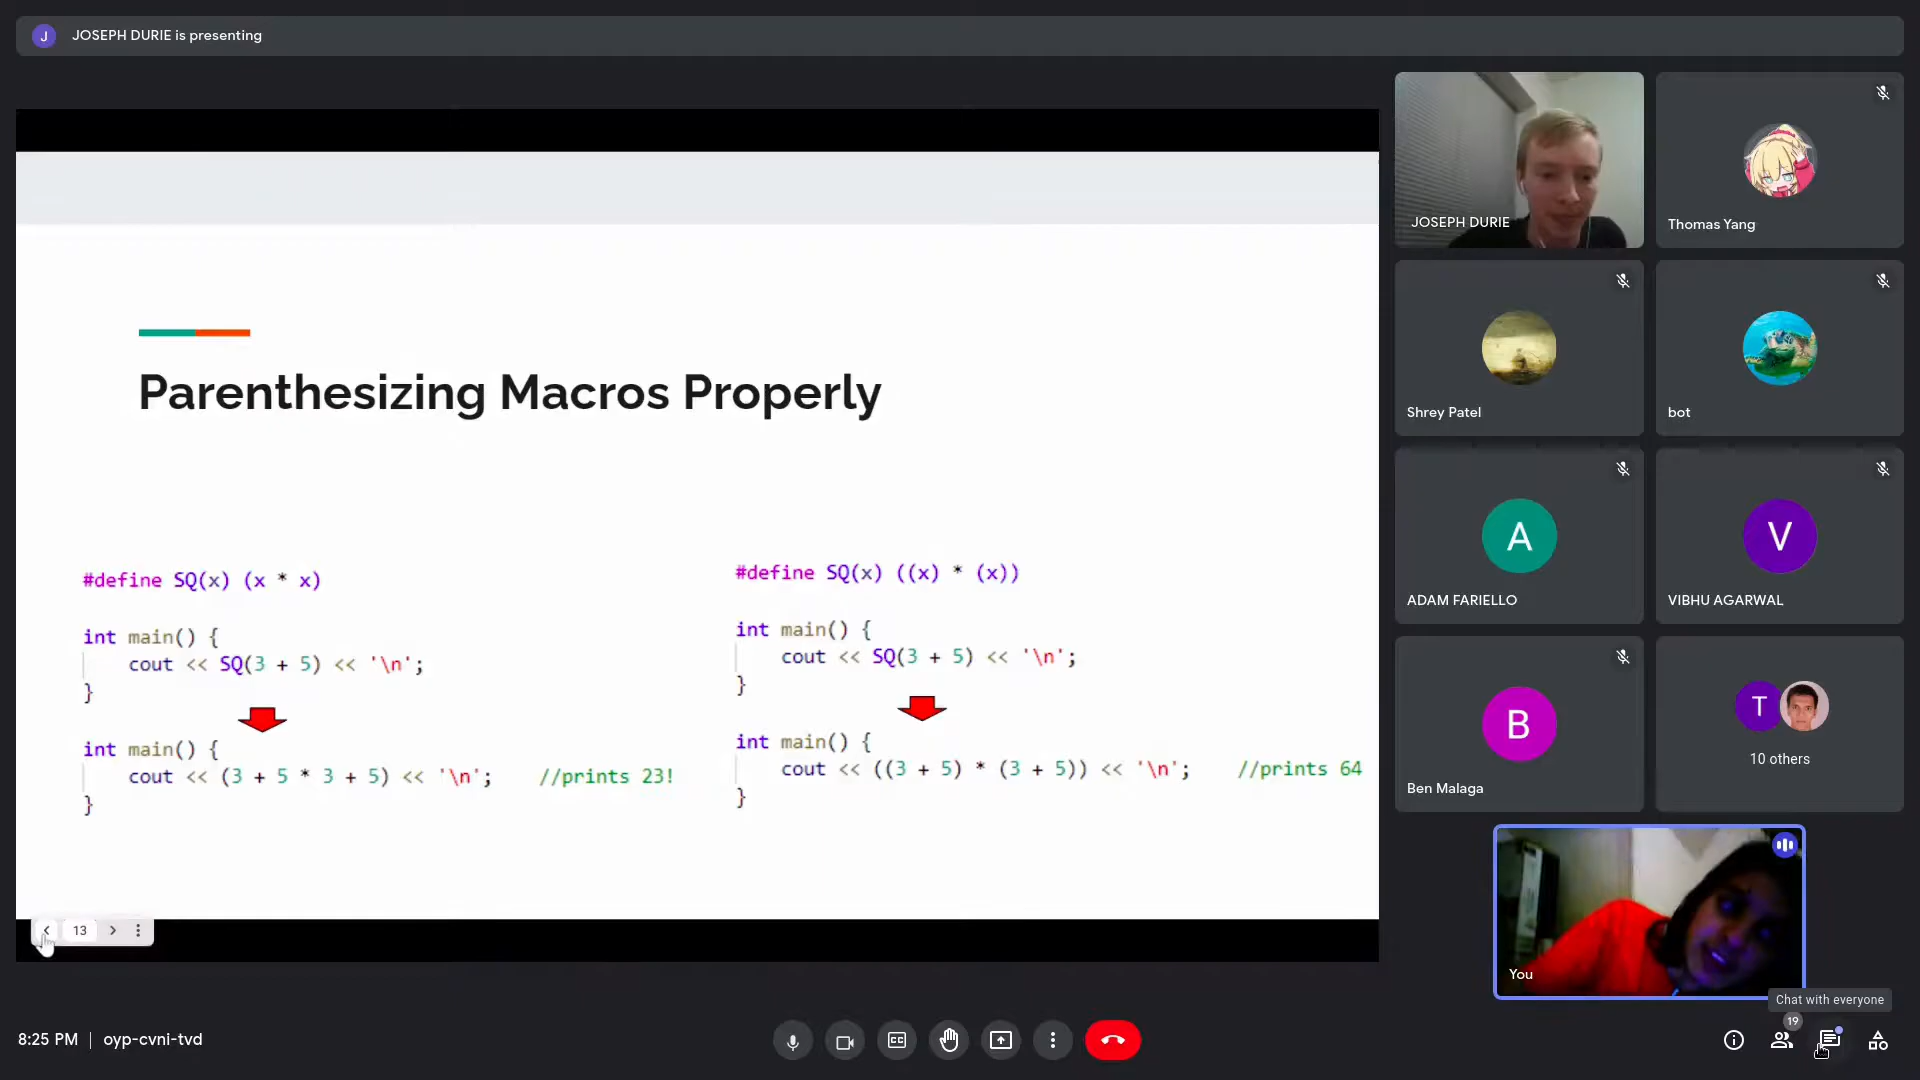 J JOSEPH DURIE is presenting
Parenthesizing Macros Properly
#define SQ(x) (x * x)
int main() {
cout << SQ(3 + 5) << '\n';
}
int main() {
cout << (3 + 5 * 3 + 5) << '\n'; //prints 23!
}
#define SQ(x) ((x) * (x))
int main() {
cout << SQ(3 + 5) << '\n';
}
int main() {
cout << ((3 + 5) * (3 + 5)) << '\n'; //prints 64
}
13
JOSEPH DURIE
Thomas Yang
Shrey Patel
bot
A
ADAM FARIELLO
V
VIBHU AGARWAL
B
Ben Malaga
T
10 others
You
Chat with everyone
8:25 PM | oyp-cvni-tvd
19